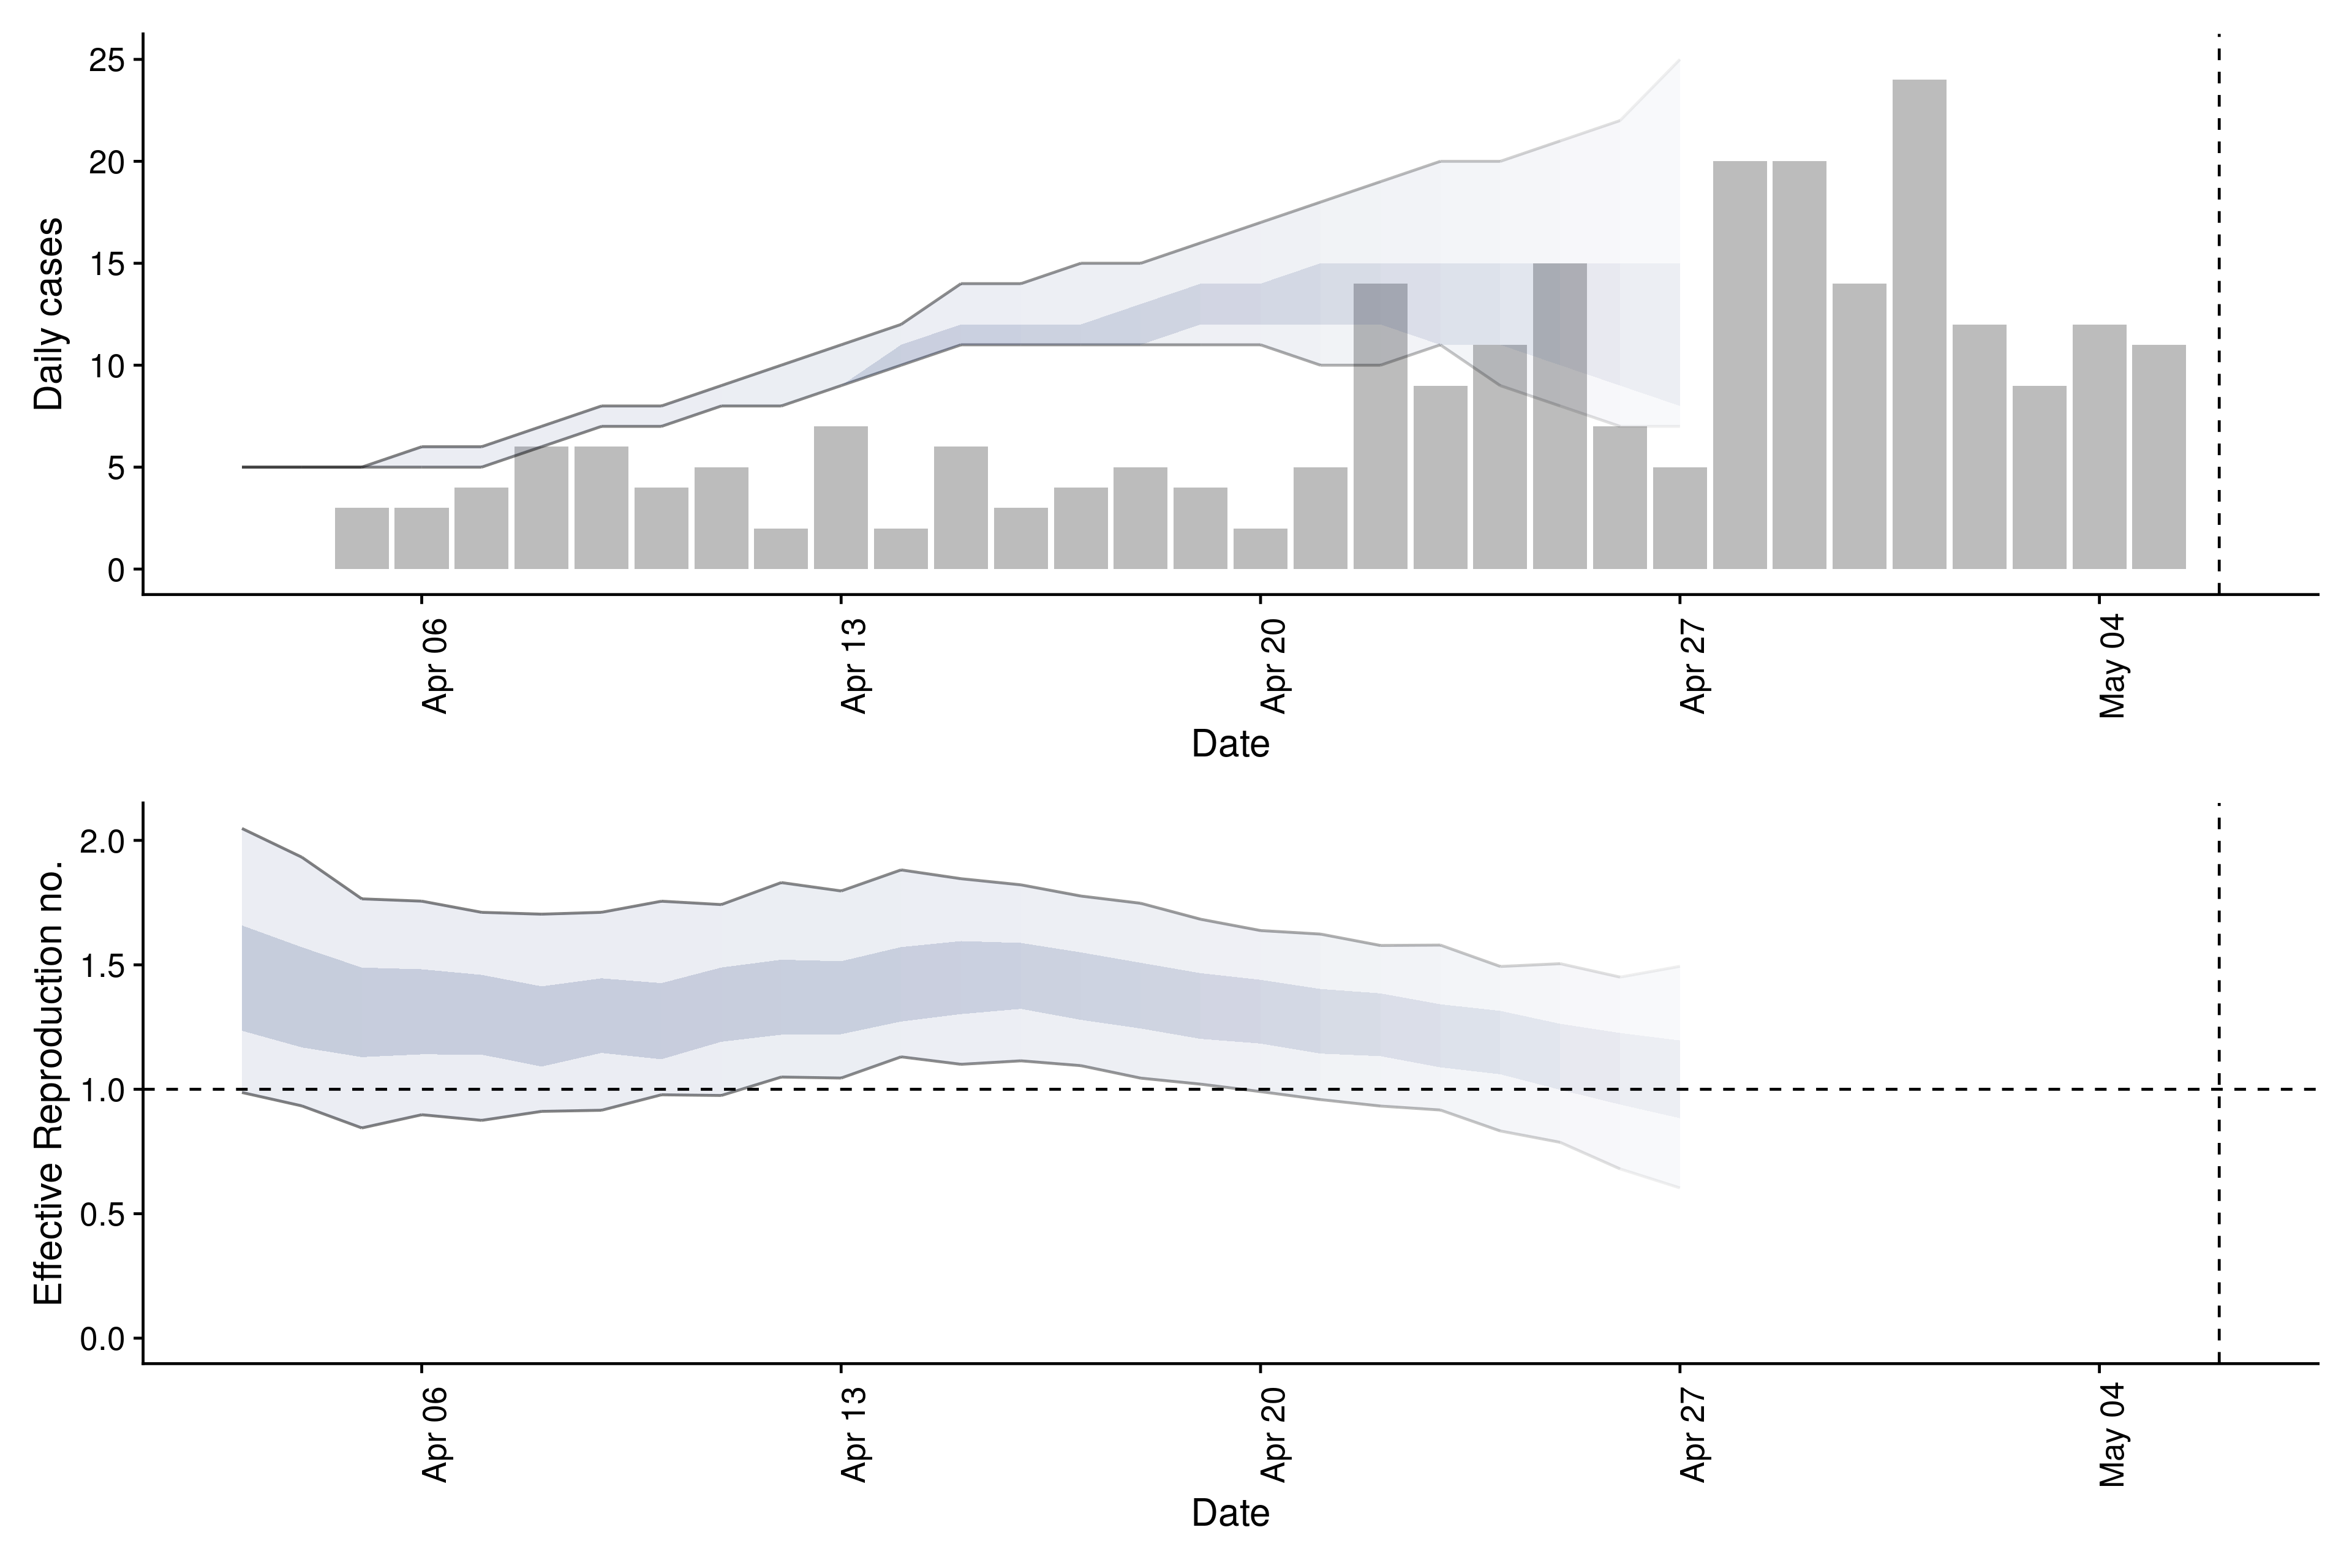 Daily cases
25
20
15
10
5
0
Apr 06
Apr 13
Apr 20
Apr 27
May 04
Date
Effective Reproduction no.
2.0
1.5
1.0
0.5
0.0
Apr 06
Apr 13
Apr 20
Apr 27
May 04
Date